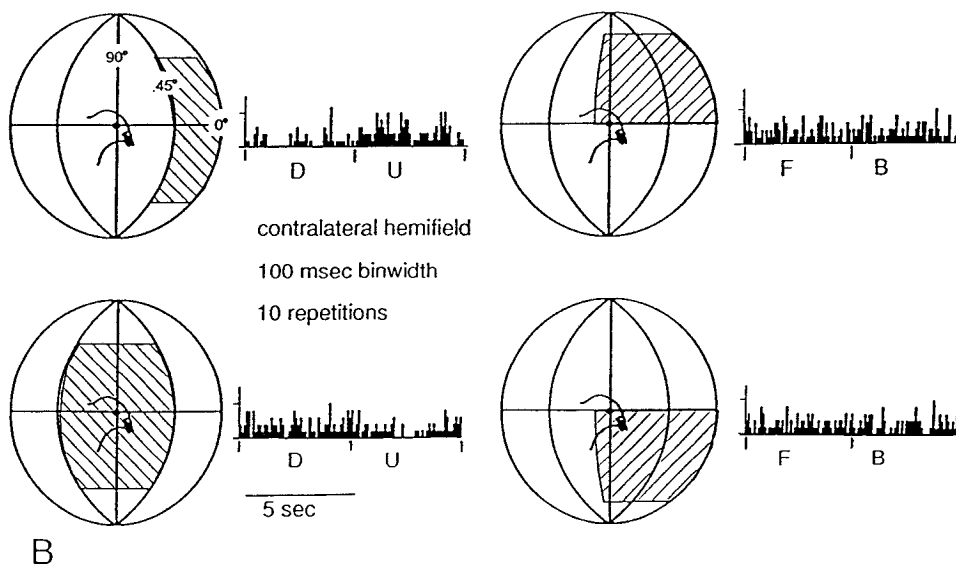 90°
.45°
0°
D U
F B
contralateral hemifield
100 msec binwidth
10 repetitions
D U
F B
5 sec
B